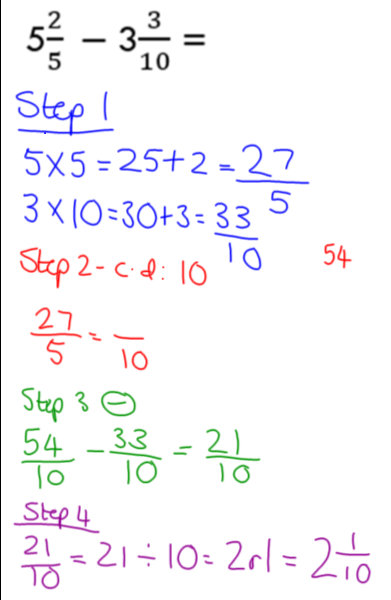 5 2/5 − 3 3/10 =
Step 1
5×5=25+2=27/5
3×10=30+3=33/10
Step 2- c.d: 10
54
27/5 = /10
Step 3 ⊖
54/10 − 33/10 = 21/10
Step 4
21/10 = 21÷10= 2r1 = 2 1/10